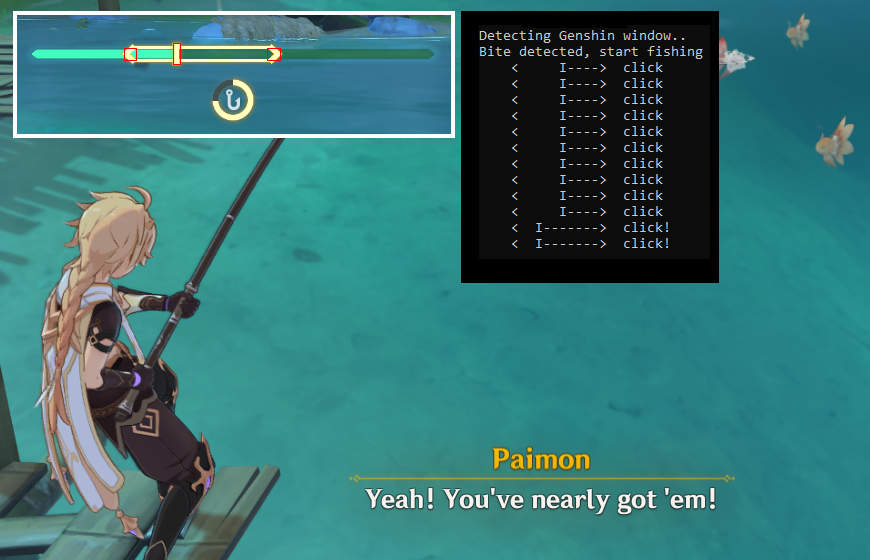 Detecting Genshin window..
Bite detected, start fishing
<     I---->  click
<     I---->  click
<     I---->  click
<     I---->  click
<     I---->  click
<     I---->  click
<     I---->  click
<     I---->  click
<     I---->  click
<     I---->  click
<  I------->  click!
<  I------->  click!
Paimon
Yeah! You've nearly got 'em!